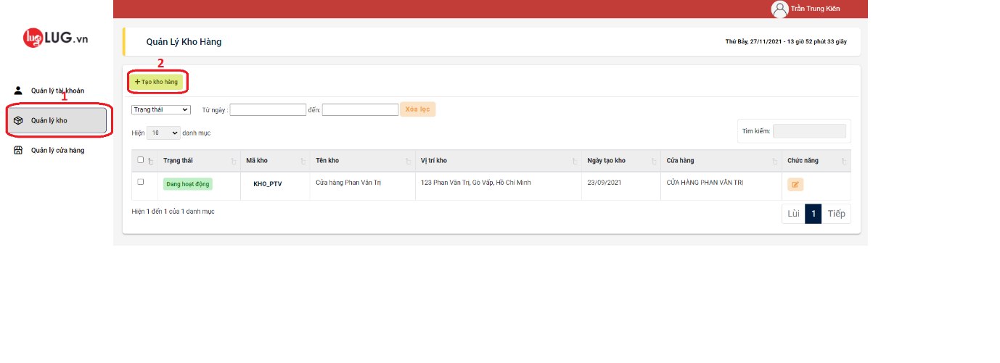 Trần Trung Kiên
lug LUG.vn
Quản Lý Kho Hàng
Thứ Bảy, 27/11/2021 - 13 giờ 52 phút 33 giây
2
+ Tạo kho hàng
Quản lý tài khoản
1
Quản lý kho
Quản lý cửa hàng
Trạng thái Từ ngày : đến: Xóa lọc
Hiện 10 danh mục
Tìm kiếm:
Trạng thái Mã kho Tên kho Vị trí kho Ngày tạo kho Cửa hàng Chức năng
Đang hoạt động KHO_PTV Cửa hàng Phan Văn Trị 123 Phan Văn Trị, Gò Vấp, Hồ Chí Minh 23/09/2021 CỬA HÀNG PHAN VĂN TRỊ
Hiện 1 đến 1 của 1 danh mục
Lùi 1 Tiếp